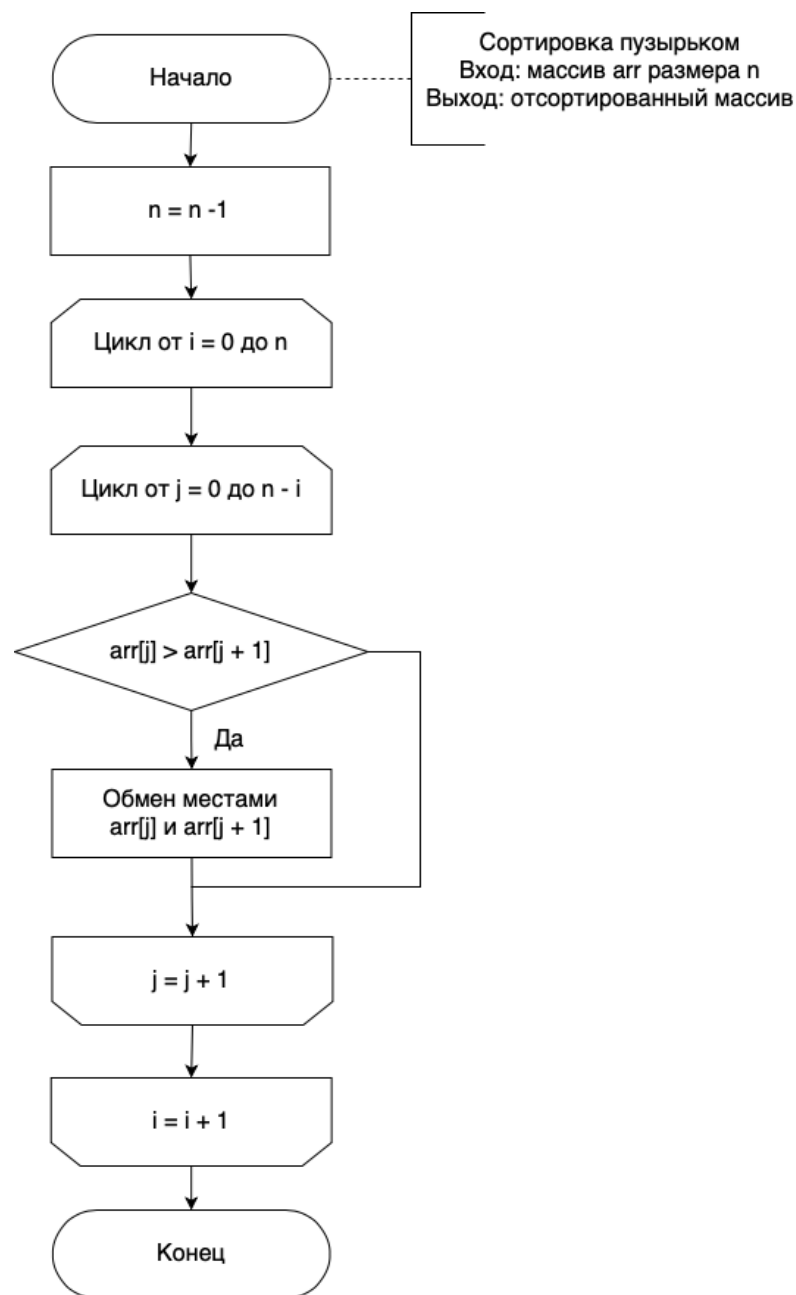 Начало
Сортировка пузырьком
Вход: массив arr размера n
Выход: отсортированный массив
n = n -1
Цикл от i = 0 до n
Цикл от j = 0 до n - i
arr[j] > arr[j + 1]
Да
Обмен местами
arr[j] и arr[j + 1]
j = j + 1
i = i + 1
Конец